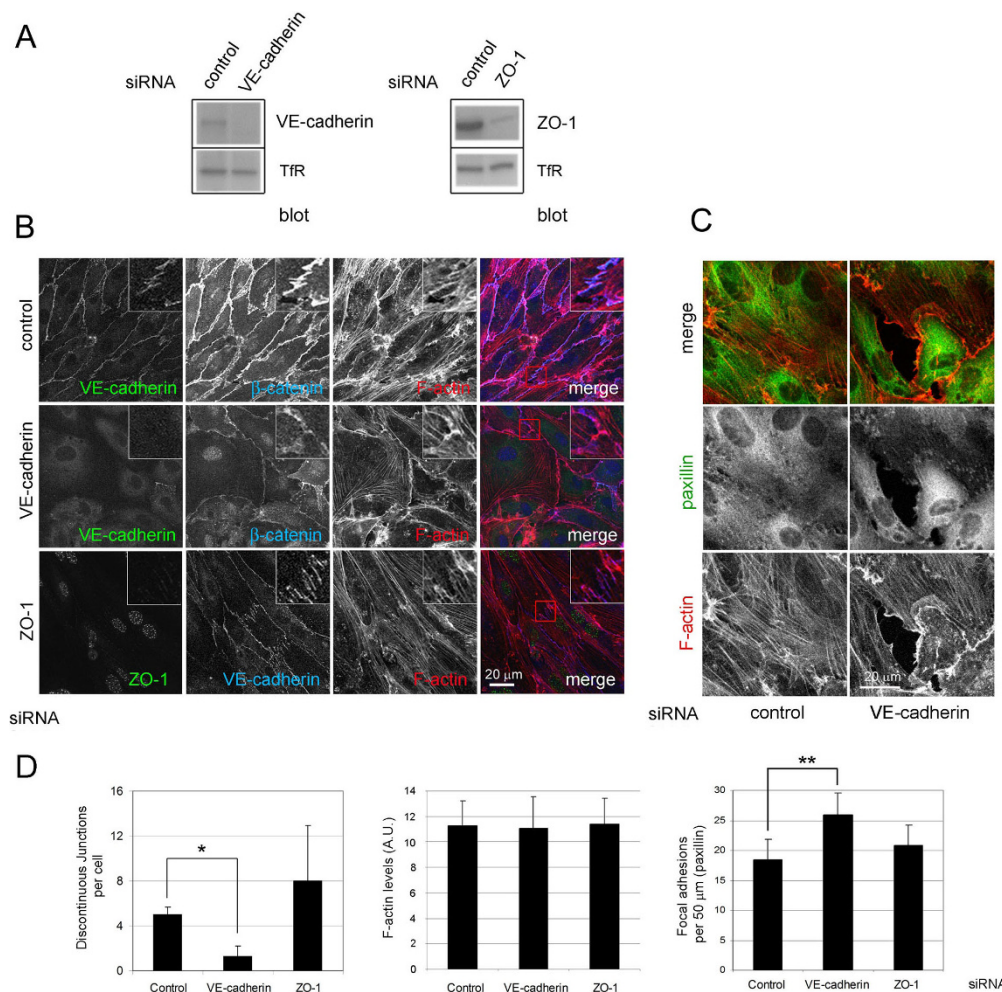 A
siRNA
control
VE-cadherin
VE-cadherin
TfR
blot
siRNA
control
ZO-1
ZO-1
TfR
blot
B
control
VE-cadherin
β-catenin
F-actin
merge
VE-cadherin
VE-cadherin
β-catenin
F-actin
merge
ZO-1
ZO-1
VE-cadherin
F-actin
20 µm
merge
siRNA
C
merge
paxillin
F-actin
20 µm
siRNA
control
VE-cadherin
D
Discontinuous Junctions
per cell
16
12
8
4
0
*
Control
VE-cadherin
ZO-1
F-actin levels (A.U.)
14
12
10
8
6
4
2
0
Control
VE-cadherin
ZO-1
Focal adhesions
per 50 µm (paxillin)
30
25
20
15
10
5
0
**
Control
VE-cadherin
ZO-1
siRNA